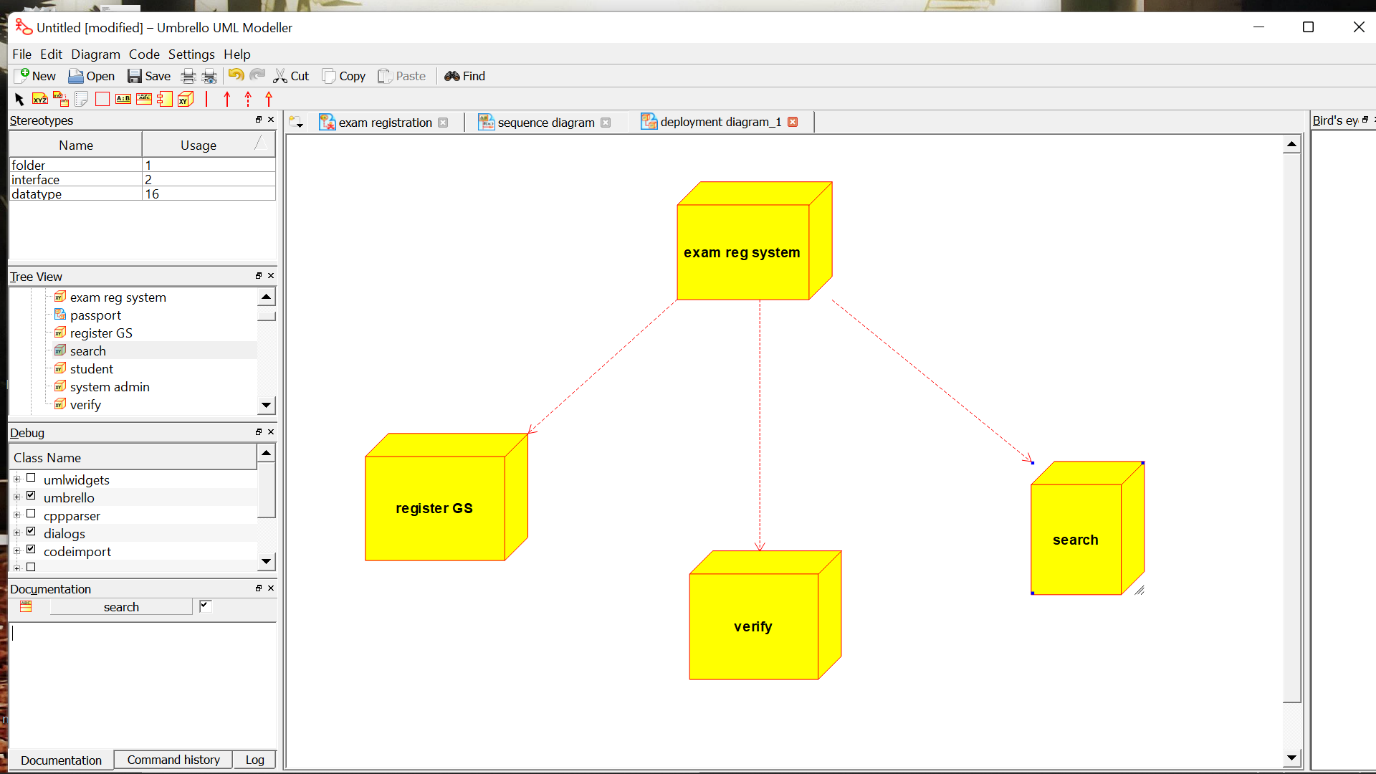 Untitled [modified] – Umbrello UML Modeller
File Edit Diagram Code Settings Help
New Open Save Cut Copy Paste Find
Stereotypes
Name Usage
folder 1
interface 2
datatype 16
Tree View
exam reg system
passport
register GS
search
student
system admin
verify
Debug
Class Name
umlwidgets
umbrello
cppparser
dialogs
codeimport
Documentation
search
Documentation Command history Log
exam registration sequence diagram deployment diagram_1
exam reg system
register GS
verify
search
Bird's ey